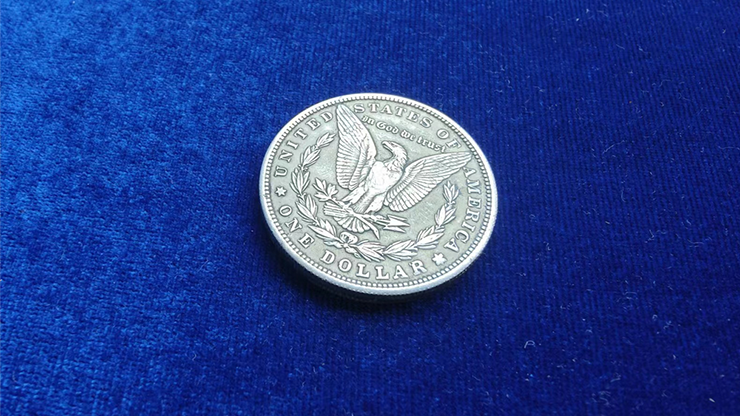 UNITED STATES OF AMERICA
In God we trust
ONE DOLLAR